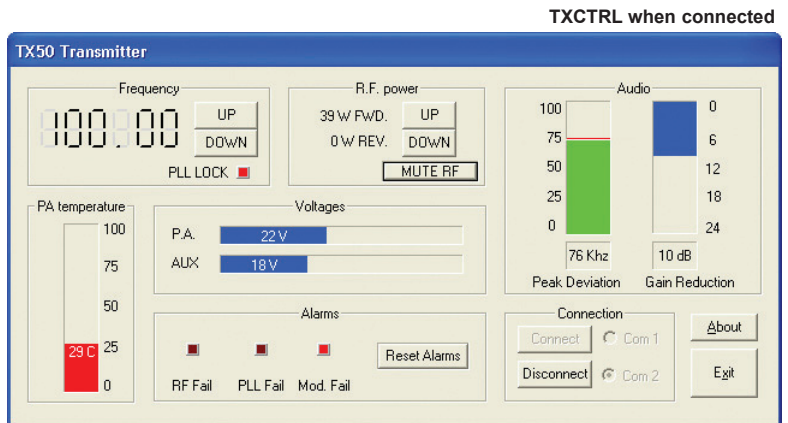 TXCTRL when connected
TX50 Transmitter
Frequency
100.00
UP
DOWN
PLL LOCK
R.F. power
39 W FWD.
UP
0 W REV.
DOWN
MUTE RF
Audio
100
75
50
25
0
0
6
12
18
24
76 Khz
10 dB
Peak Deviation
Gain Reduction
PA temperature
100
75
50
25
0
29 C
Voltages
P.A.
22 V
AUX
18 V
Alarms
RF Fail
PLL Fail
Mod. Fail
Reset Alarms
Connection
Connect
Com 1
Disconnect
Com 2
About
Exit